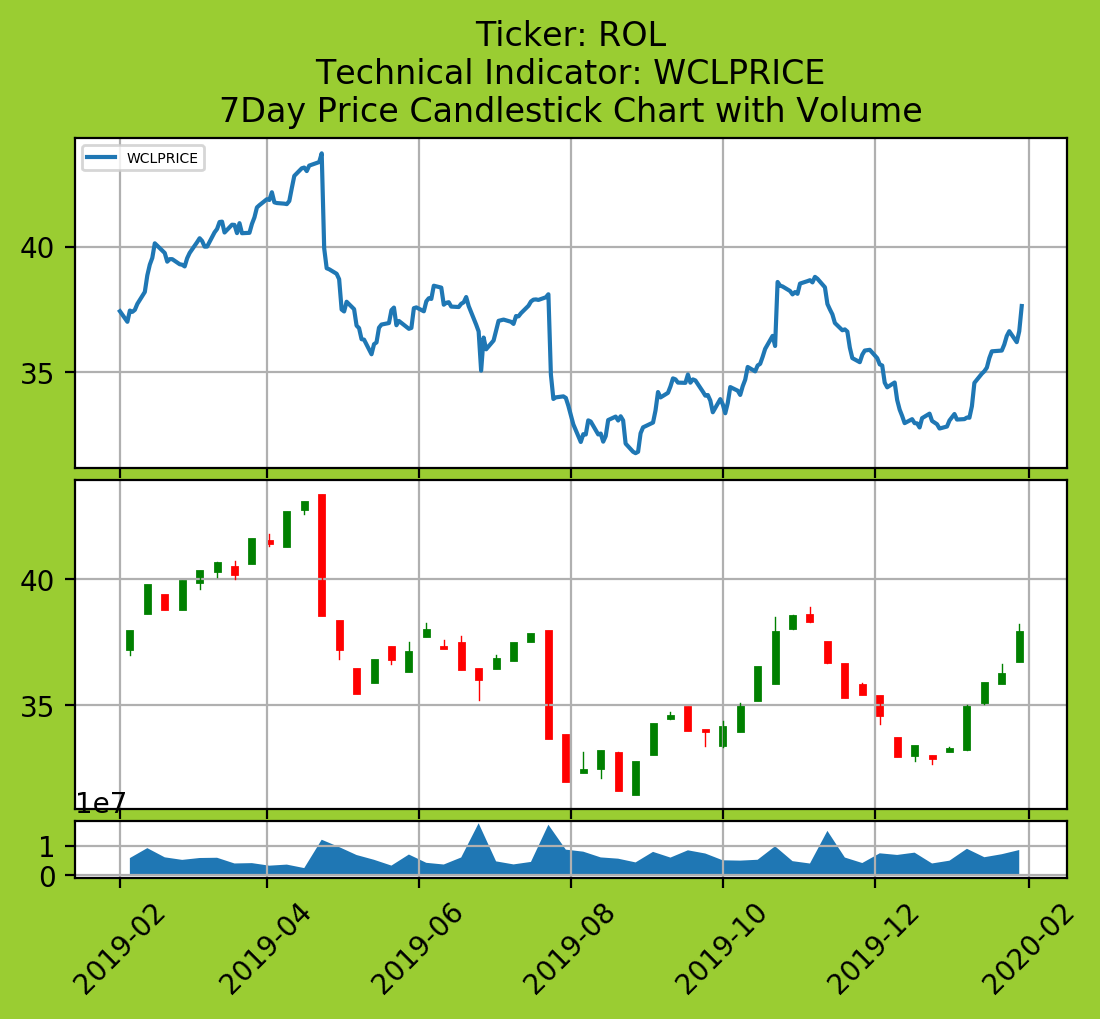 Ticker: ROL
Technical Indicator: WCLPRICE
7Day Price Candlestick Chart with Volume
WCLPRICE
40
35
40
35
1e7
1
0
2019-02
2019-04
2019-06
2019-08
2019-10
2019-12
2020-02